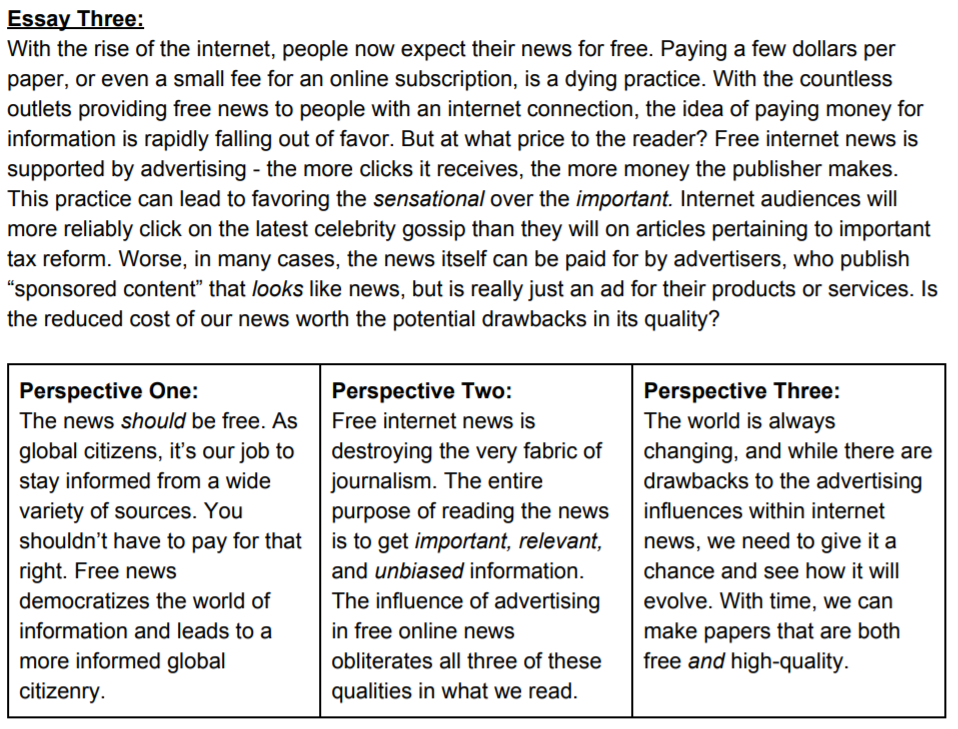 Essay Three:
With the rise of the internet, people now expect their news for free. Paying a few dollars per
paper, or even a small fee for an online subscription, is a dying practice. With the countless
outlets providing free news to people with an internet connection, the idea of paying money for
information is rapidly falling out of favor. But at what price to the reader? Free internet news is
supported by advertising - the more clicks it receives, the more money the publisher makes.
This practice can lead to favoring the sensational over the important. Internet audiences will
more reliably click on the latest celebrity gossip than they will on articles pertaining to important
tax reform. Worse, in many cases, the news itself can be paid for by advertisers, who publish
“sponsored content” that looks like news, but is really just an ad for their products or services. Is
the reduced cost of our news worth the potential drawbacks in its quality?
Perspective One:
The news should be free. As
global citizens, it’s our job to
stay informed from a wide
variety of sources. You
shouldn’t have to pay for that
right. Free news
democratizes the world of
information and leads to a
more informed global
citizenry.
Perspective Two:
Free internet news is
destroying the very fabric of
journalism. The entire
purpose of reading the news
is to get important, relevant,
and unbiased information.
The influence of advertising
in free online news
obliterates all three of these
qualities in what we read.
Perspective Three:
The world is always
changing, and while there are
drawbacks to the advertising
influences within internet
news, we need to give it a
chance and see how it will
evolve. With time, we can
make papers that are both
free and high-quality.